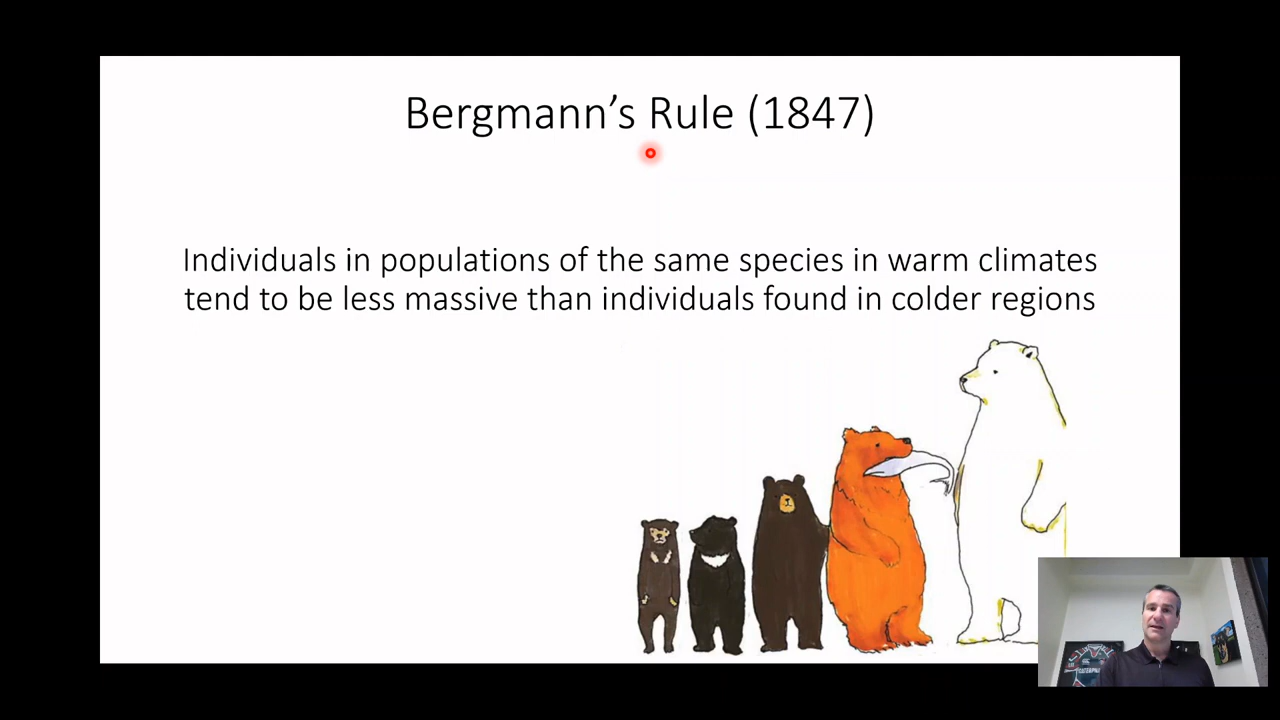 Bergmann’s Rule (1847)
Individuals in populations of the same species in warm climates
tend to be less massive than individuals found in colder regions